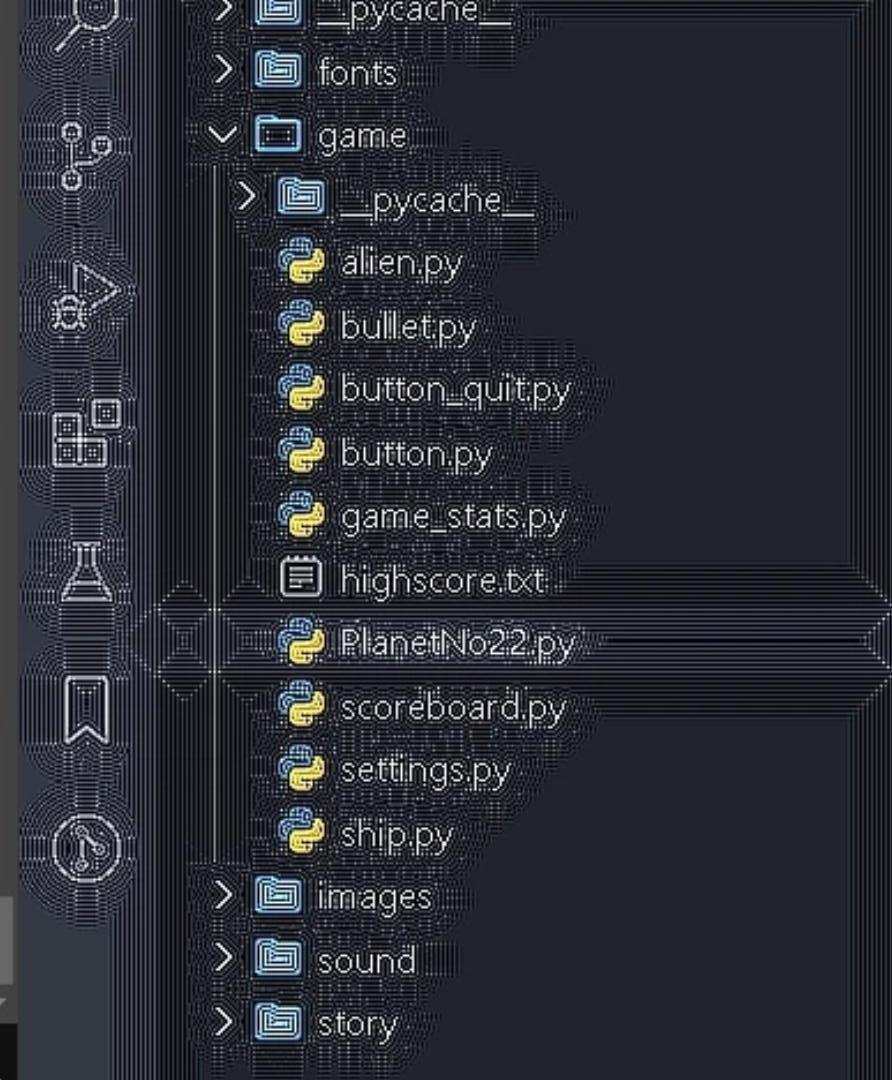 __pycache__
fonts
game
__pycache__
alien.py
bullet.py
button_quit.py
button.py
game_stats.py
highscore.txt
PlanetNo22.py
scoreboard.py
settings.py
ship.py
images
sound
story